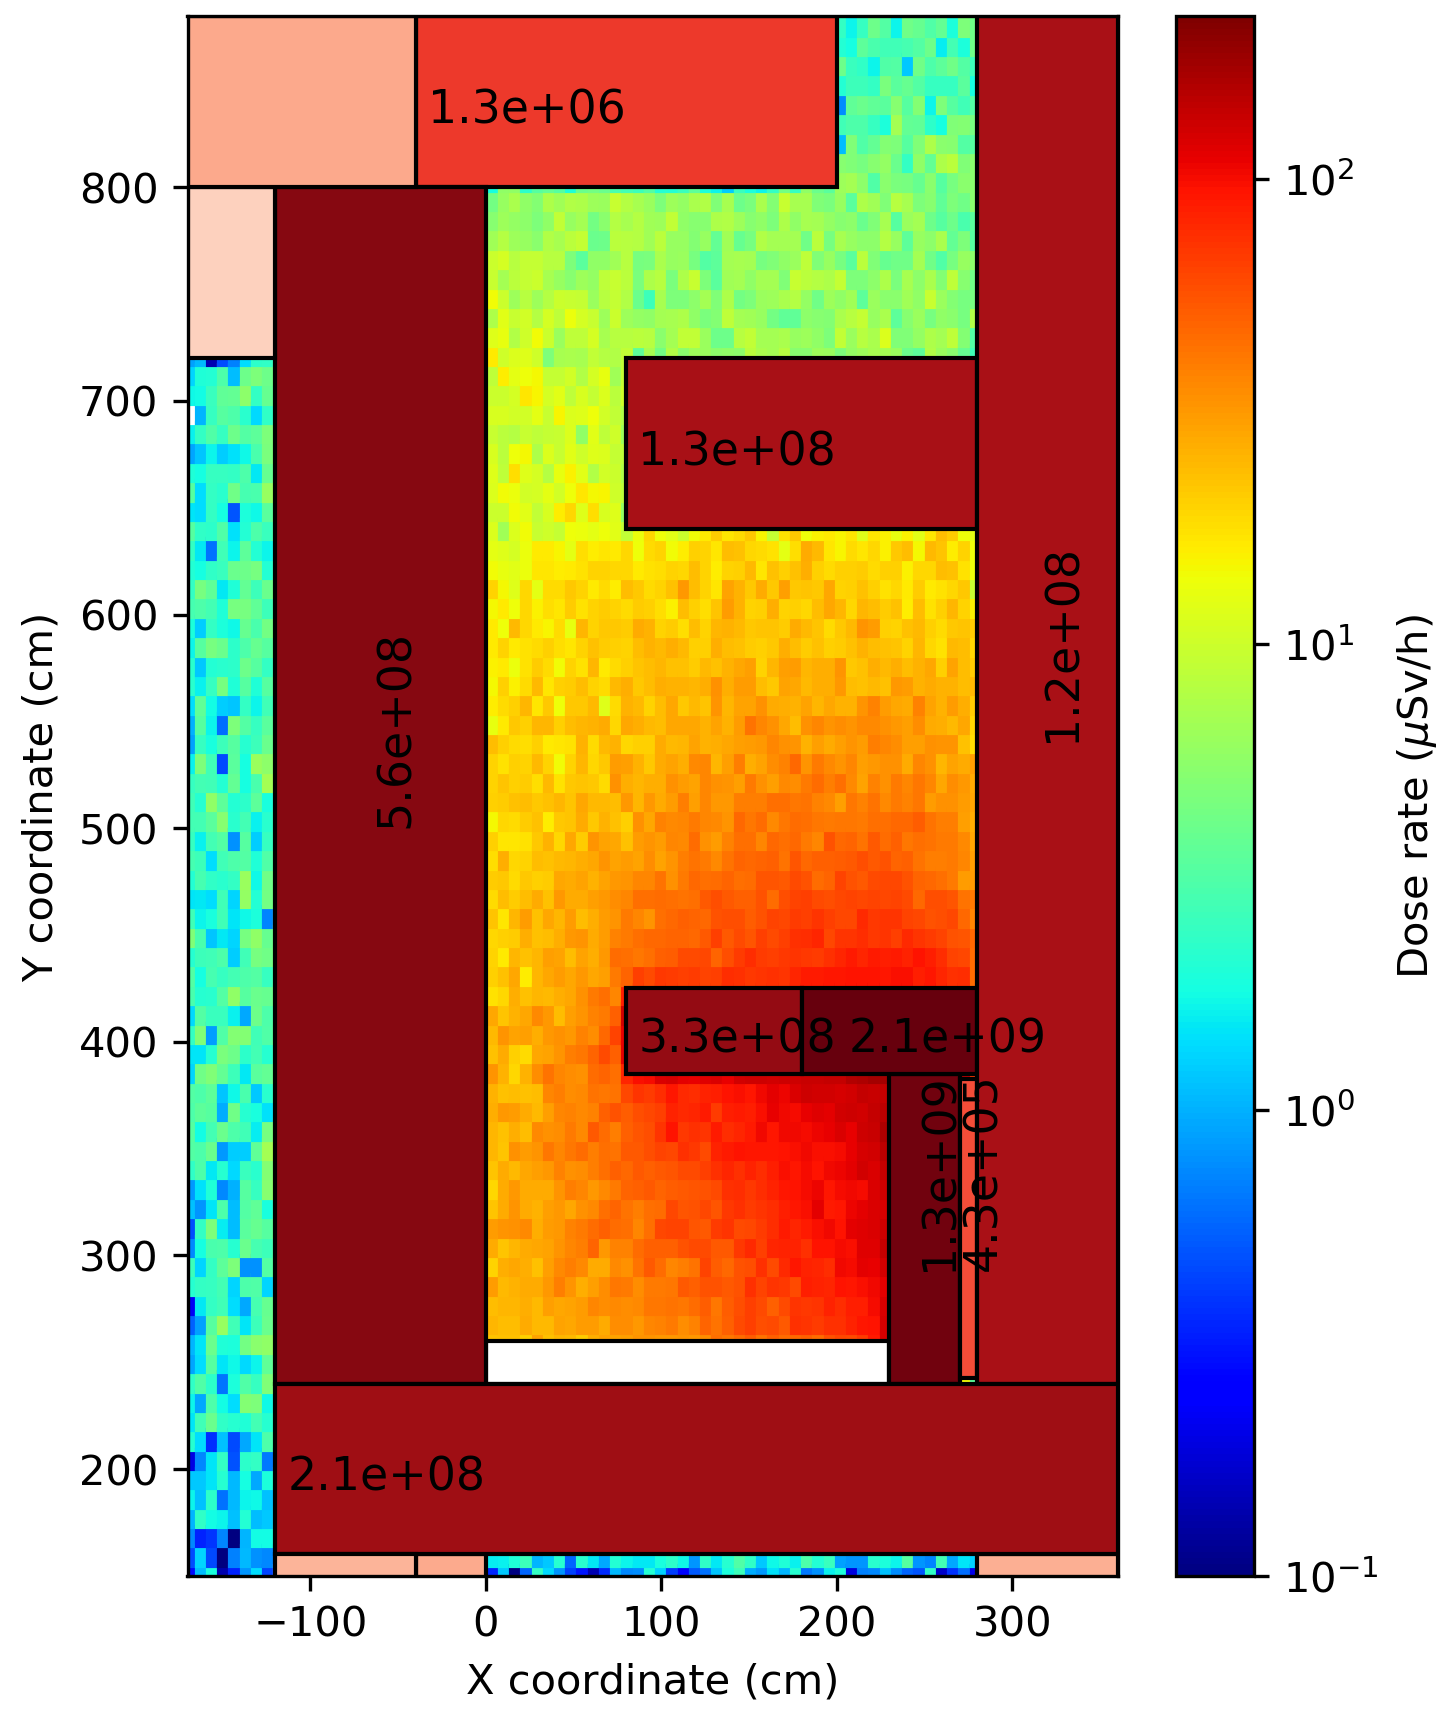 1.3e+06
800
700
1.3e+08
600
1.2e+08
5.6e+08
500
400
3.3e+08
2.1e+09
1.3e+09
4.3e+05
300
200
2.1e+08
−100
0
100
200
300
X coordinate (cm)
Y coordinate (cm)
10²
10¹
10⁰
10⁻¹
Dose rate (μSv/h)